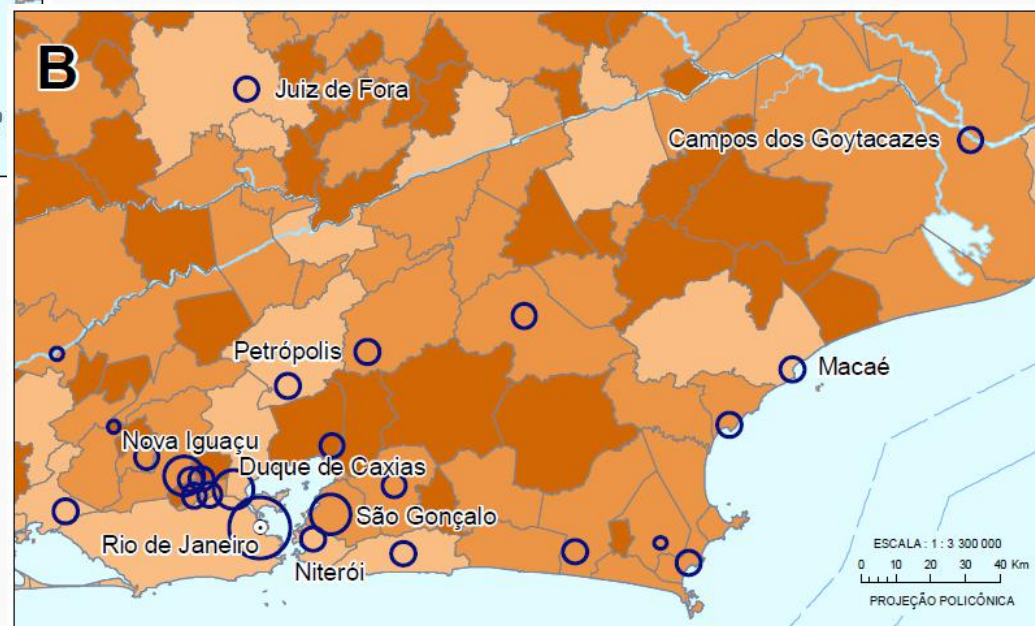 B
Juiz de Fora
Campos dos Goytacazes
Petrópolis
Macaé
Nova Iguaçu
Duque de Caxias
São Gonçalo
Rio de Janeiro
Niterói
ESCALA : 1 : 3 300 000
0 10 20 30 40 Km
PROJEÇÃO POLICÔNICA